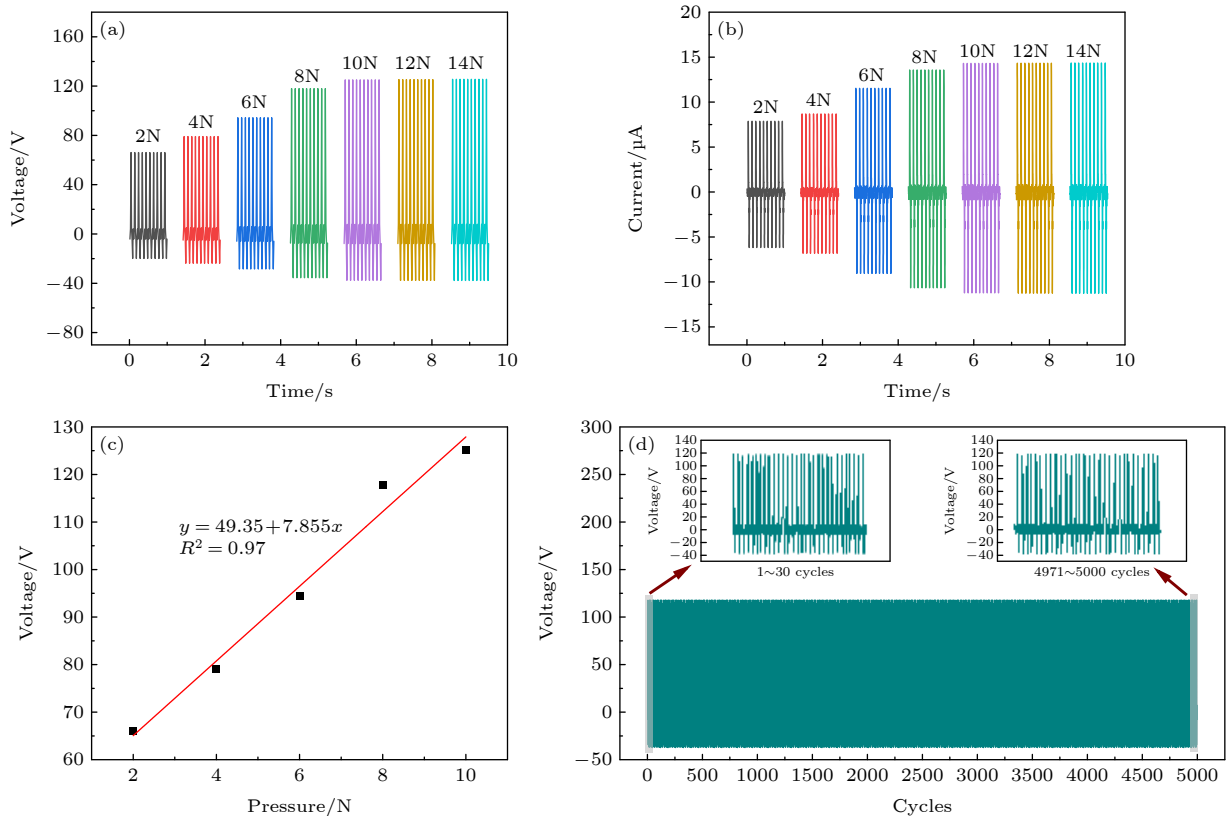 (a)
160
120
80
40
0
−40
−80
Voltage/V
2N
4N
6N
8N
10N
12N
14N
0 2 4 6 8 10
Time/s
(b)
20
15
10
5
0
−5
−10
−15
Current/μA
2N
4N
6N
8N
10N
12N
14N
0 2 4 6 8 10
Time/s
(c)
130
120
110
100
90
80
70
60
Voltage/V
y = 49.35+7.855x
R² = 0.97
2 4 6 8 10
Pressure/N
(d)
300
250
200
150
100
50
0
−50
Voltage/V
140
120
100
80
60
40
20
0
−20
−40
Voltage/V
1~30 cycles
140
120
100
80
60
40
20
0
−20
−40
Voltage/V
4971~5000 cycles
0 500 1000 1500 2000 2500 3000 3500 4000 4500 5000
Cycles